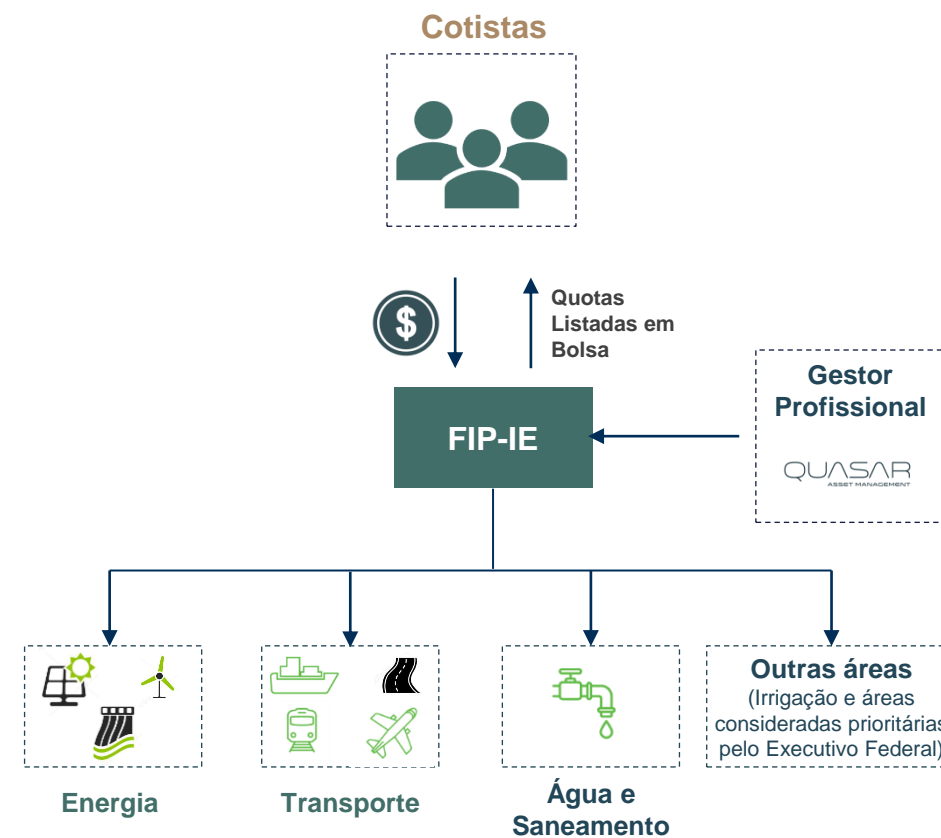 Cotistas
$
Quotas
Listadas em
Bolsa
Gestor
Profissional
QUASAR
ASSET MANAGEMENT
FIP-IE
Outras áreas
(Irrigação e áreas
consideradas prioritárias
pelo Executivo Federal)
Energia
Transporte
Água e
Saneamento